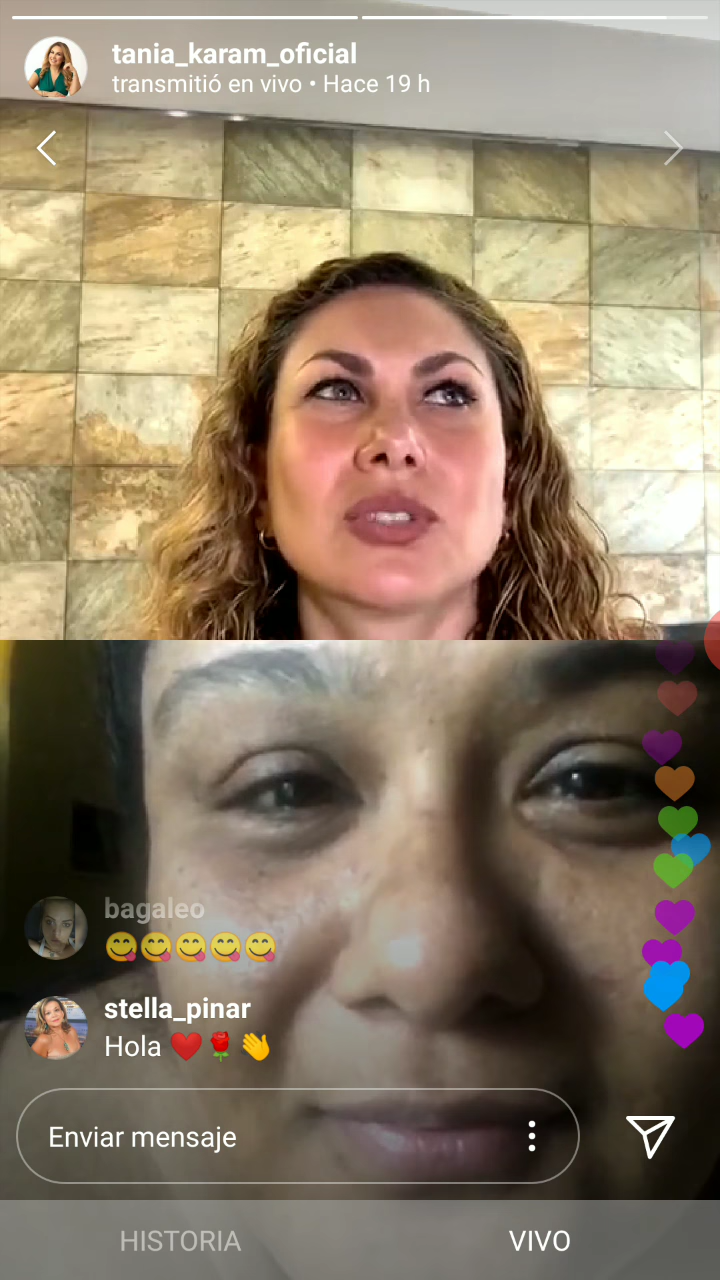 tania_karam_oficial
transmitió en vivo • Hace 19 h
bagaleo
😋😋😋😋😋
stella_pinar
Hola ❤️🌹👋
Enviar mensaje
HISTORIA
VIVO